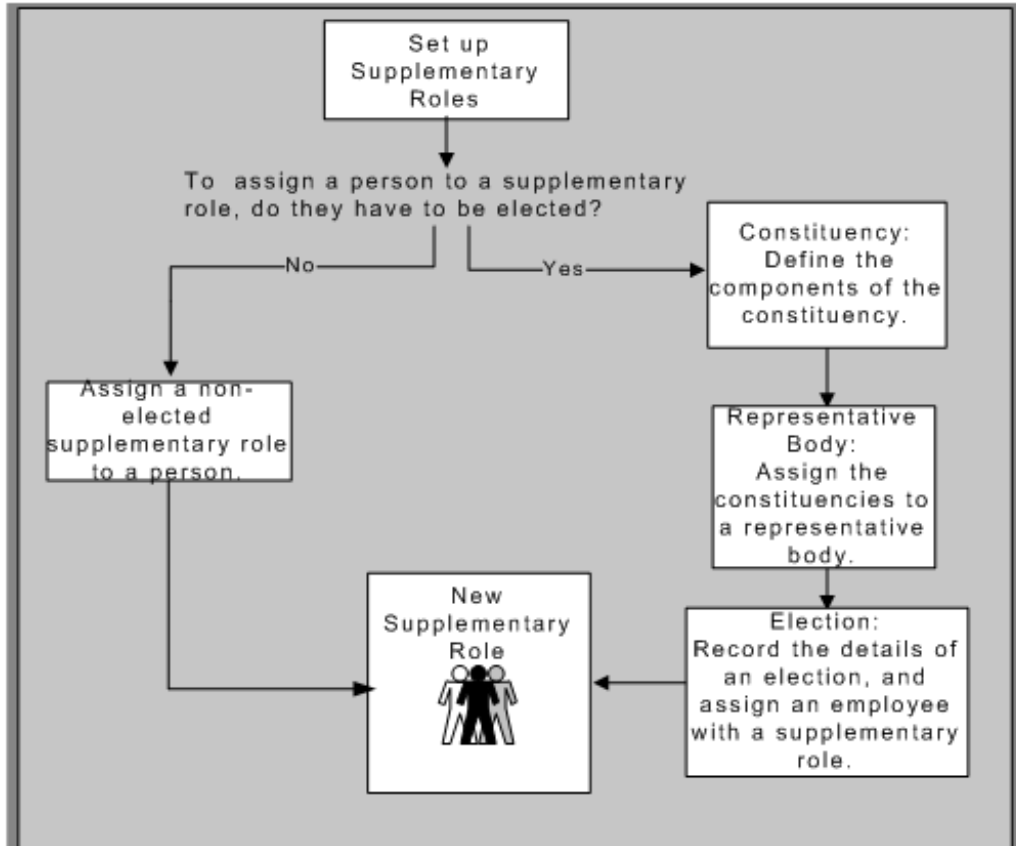 Set up
Supplementary
Roles
To assign a person to a supplementary
role, do they have to be elected?
No
Yes
Constituency:
Define the
components of the
constituency.
Assign a non-
elected
supplementary role
to a person.
Representative
Body:
Assign the
constituencies to
a representative
body.
New
Supplementary
Role
Election:
Record the details of
an election, and
assign an employee
with a supplementary
role.